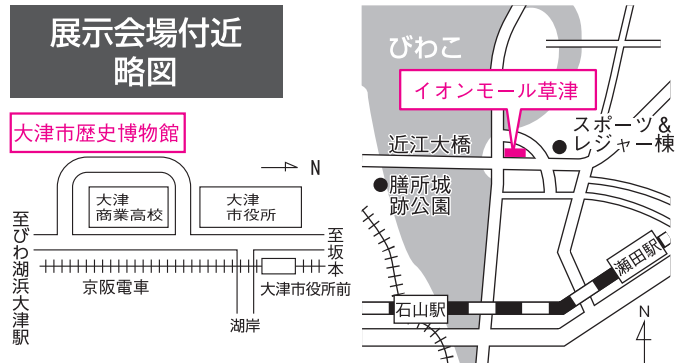 展示会場付近
略図
大津市歴史博物館
N
大津
商業高校
大津
市役所
至びわ湖浜大津駅
至坂本
京阪電車
大津市役所前
湖岸
びわこ
イオンモール草津
スポーツ&
レジャー棟
近江大橋
膳所城
跡公園
瀬田駅
石山駅
N